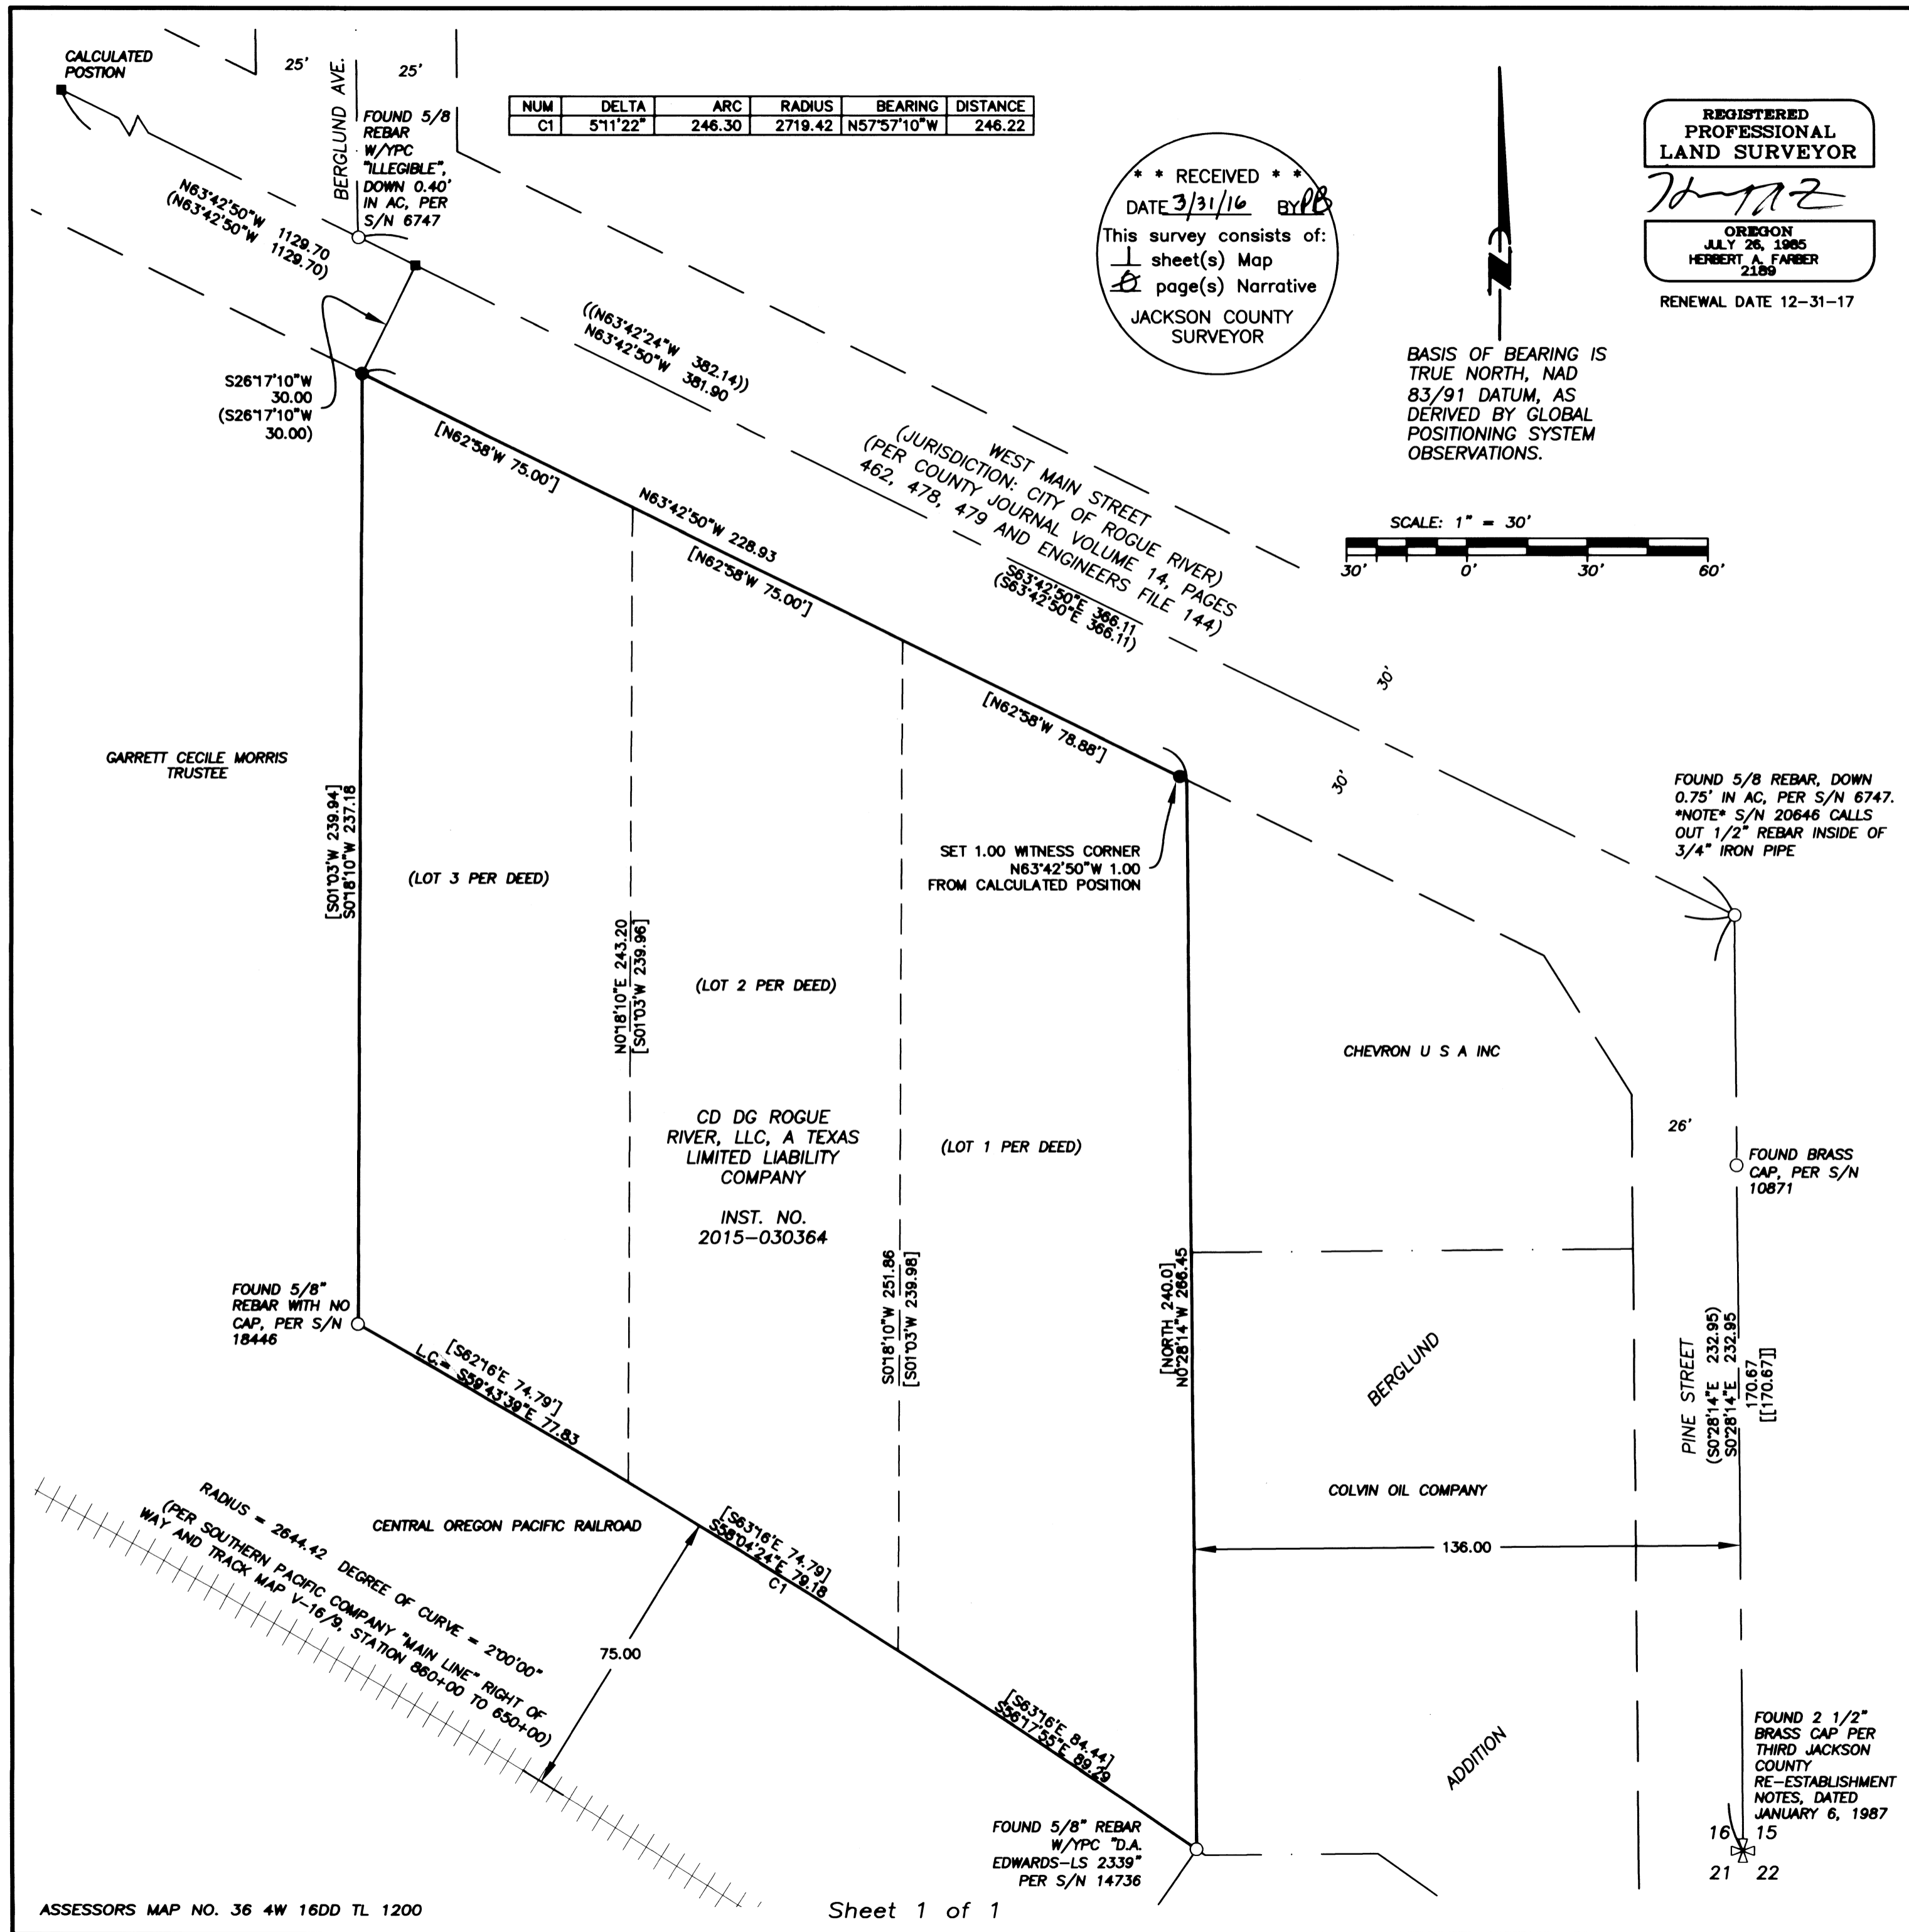 CALCULATED
POSTION
25'
BERGLUND AVE.
25'
FOUND 5/8
REBAR
W/YPC
"ILLEGIBLE",
DOWN 0.40'
IN AC, PER
S/N 6747
NUM DELTA ARC RADIUS BEARING DISTANCE
C1 5°11'22" 246.30 2719.42 N57°57'10"W 246.22
* * RECEIVED * *
DATE 3/31/16 BY PB
This survey consists of:
1 sheet(s) Map
0 page(s) Narrative
JACKSON COUNTY
SURVEYOR
N
REGISTERED
PROFESSIONAL
LAND SURVEYOR
OREGON
JULY 26, 1985
HERBERT A. FARBER
2189
RENEWAL DATE 12-31-17
BASIS OF BEARING IS
TRUE NORTH, NAD
83/91 DATUM, AS
DERIVED BY GLOBAL
POSITIONING SYSTEM
OBSERVATIONS.
SCALE: 1" = 30'
30' 0' 30' 60'
N63°42'50"W 1129.70
(N63°42'50"W 1129.70)
S26°17'10"W
30.00
(S26°17'10"W
30.00)
((N63°42'24"W 382.14))
N63°42'50"W 381.90
WEST MAIN STREET
(JURISDICTION: CITY OF ROGUE RIVER)
(PER COUNTY JOURNAL VOLUME 14, PAGES
462, 478, 479 AND ENGINEERS FILE 144)
S63°42'50"E 366.11
(S63°42'50"E 366.11)
[N62°58'W 75.00']
N63°42'50"W 228.93
[N62°58'W 75.00']
[N62°58'W 78.88']
30'
30'
GARRETT CECILE MORRIS
TRUSTEE
[S01°03'W 239.94]
S0°18'10"W 237.18
(LOT 3 PER DEED)
SET 1.00 WITNESS CORNER
N63°42'50"W 1.00
FROM CALCULATED POSITION
FOUND 5/8 REBAR, DOWN
0.75' IN AC, PER S/N 6747.
*NOTE* S/N 20646 CALLS
OUT 1/2" REBAR INSIDE OF
3/4" IRON PIPE
N0°18'10"E 243.20
[S01°03'W 239.96]
(LOT 2 PER DEED)
CHEVRON U S A INC
CD DG ROGUE
RIVER, LLC, A TEXAS
LIMITED LIABILITY
COMPANY
INST. NO.
2015-030364
(LOT 1 PER DEED)
26'
FOUND BRASS
CAP, PER S/N
10871
S0°18'10"W 251.86
[S01°03'W 239.98]
[NORTH 240.0]
N0°28'14"W 266.45
FOUND 5/8"
REBAR WITH NO
CAP, PER S/N
18446
[S62°16'E 74.79']
L.C.= S59°43'39"E 77.83
BERGLUND
PINE STREET
(S0°28'14"E 232.95)
S0°28'14"E 232.95
170.67
[[170.67]]
COLVIN OIL COMPANY
136.00
RADIUS = 2644.42 DEGREE OF CURVE = 2°00'00"
(PER SOUTHERN PACIFIC COMPANY "MAIN LINE" RIGHT OF
WAY AND TRACK MAP V-16/9, STATION 860+00 TO 650+00)
CENTRAL OREGON PACIFIC RAILROAD
[S63°16'E 74.79]
S58°04'24"E 79.18
C1
75.00
[S63°16'E 84.44]
S56°17'55"E 89.29
ADDITION
FOUND 2 1/2"
BRASS CAP PER
THIRD JACKSON
COUNTY
RE-ESTABLISHMENT
NOTES, DATED
JANUARY 6, 1987
16 15
21 22
FOUND 5/8" REBAR
W/YPC "D.A.
EDWARDS-LS 2339"
PER S/N 14736
ASSESSORS MAP NO. 36 4W 16DD TL 1200
Sheet 1 of 1